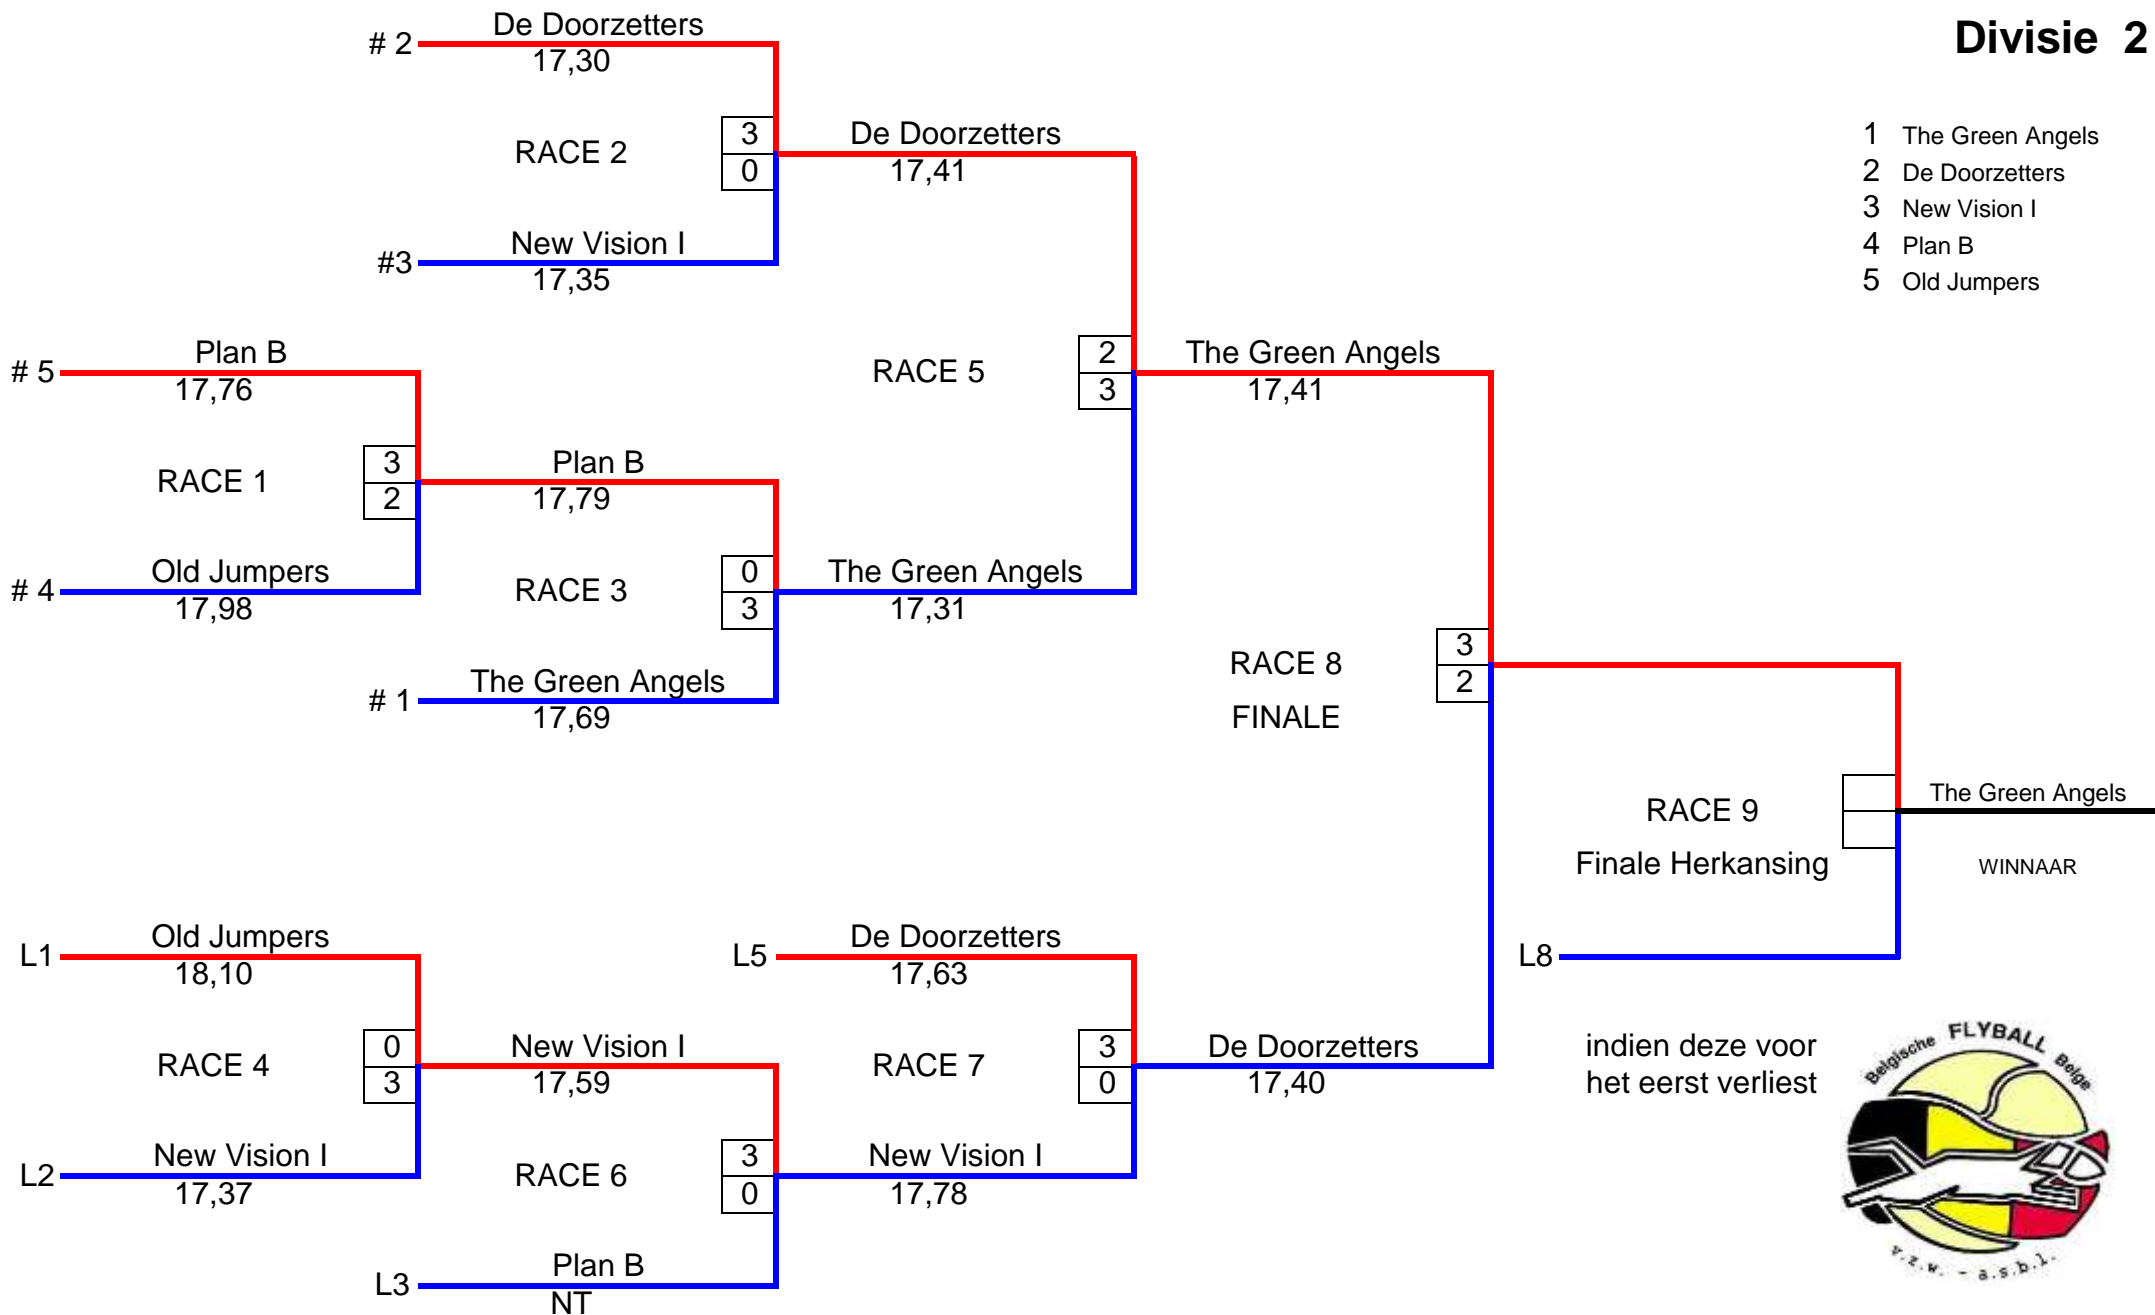 Divisie 2
1 The Green Angels
2 De Doorzetters
3 New Vision I
4 Plan B
5 Old Jumpers
# 2
De Doorzetters
17,30
RACE 2
3
0
#3
New Vision I
17,35
De Doorzetters
17,41
# 5
Plan B
17,76
RACE 1
3
2
# 4
Old Jumpers
17,98
Plan B
17,79
RACE 3
0
3
# 1
The Green Angels
17,69
The Green Angels
17,31
RACE 5
2
3
The Green Angels
17,41
RACE 8
FINALE
3
2
RACE 9
Finale Herkansing
The Green Angels
WINNAAR
L1
Old Jumpers
18,10
RACE 4
0
3
L2
New Vision I
17,37
New Vision I
17,59
RACE 6
3
0
L3
Plan B
NT
L5
De Doorzetters
17,63
RACE 7
3
0
New Vision I
17,78
De Doorzetters
17,40
L8
indien deze voor
het eerst verliest
Belgische FLYBALL Belge
v.z.w. - a.s.b.l.